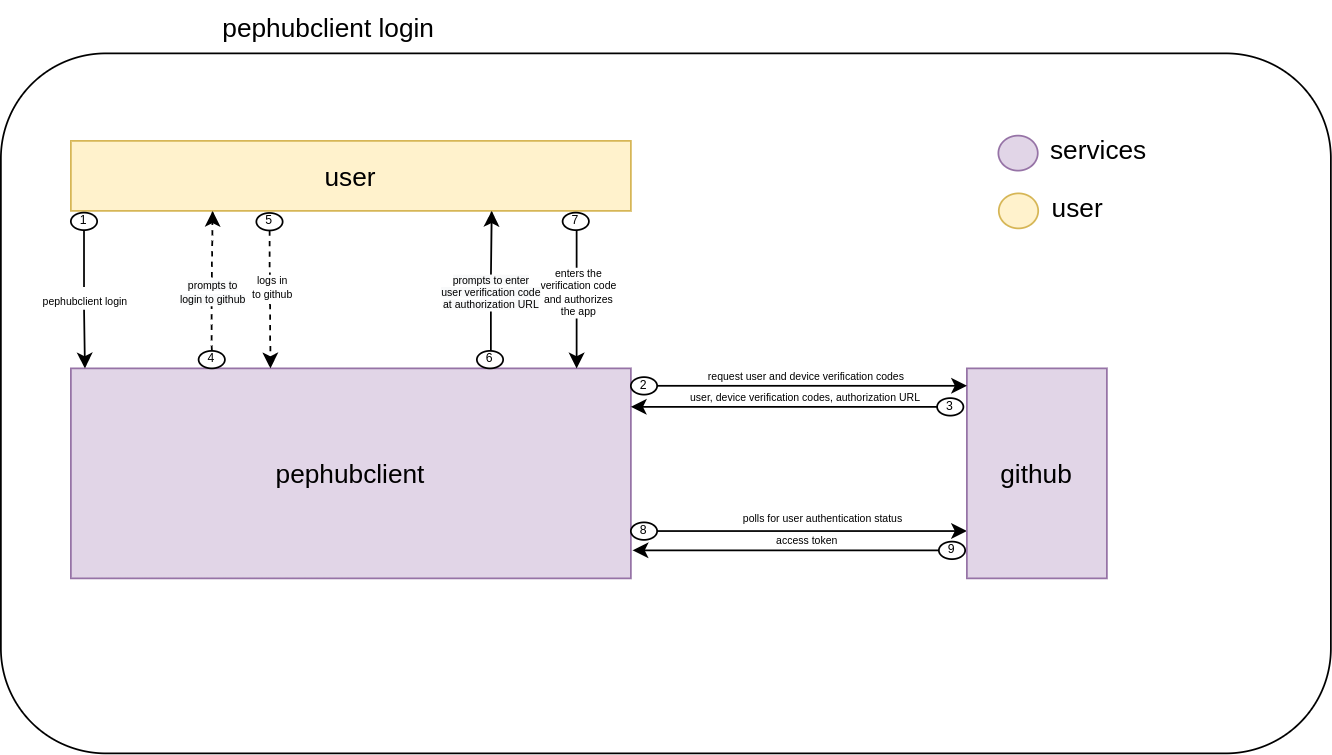 pephubclient login
user
services
user
1
5
7
pephubclient login
prompts to
login to github
logs in
to github
prompts to enter
user verification code
at authorization URL
enters the
verification code
and authorizes
the app
4
6
2
request user and device verification codes
user, device verification codes, authorization URL
3
pephubclient
github
8
polls for user authentication status
access token
9